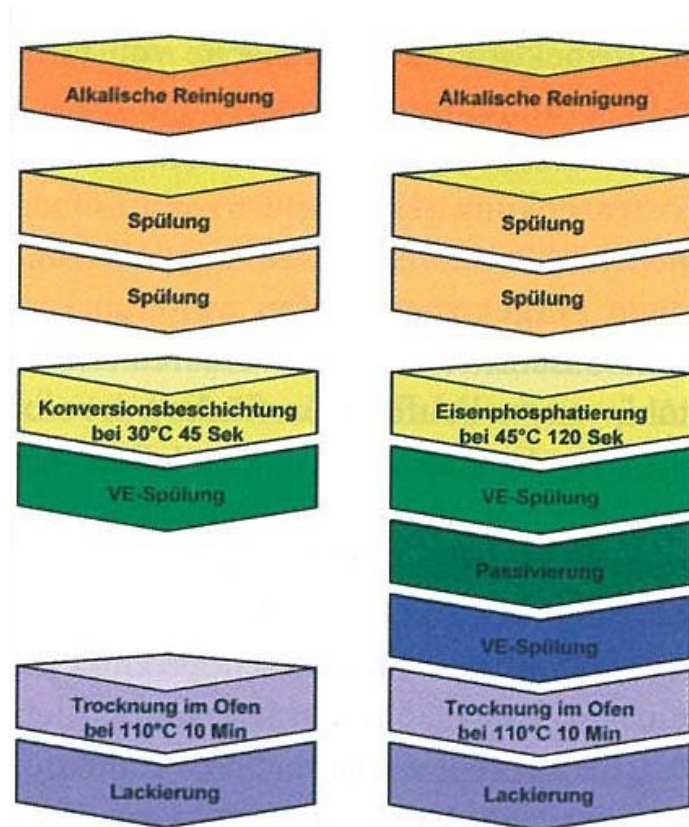 Alkalische Reinigung
Spülung
Spülung
Konversionsbeschichtung
bei 30°C 45 Sek
VE-Spülung
Trocknung im Ofen
bei 110°C 10 Min
Lackierung
Alkalische Reinigung
Spülung
Spülung
Eisenphosphatierung
bei 45°C 120 Sek
VE-Spülung
Passivierung
VE-Spülung
Trocknung im Ofen
bei 110°C 10 Min
Lackierung